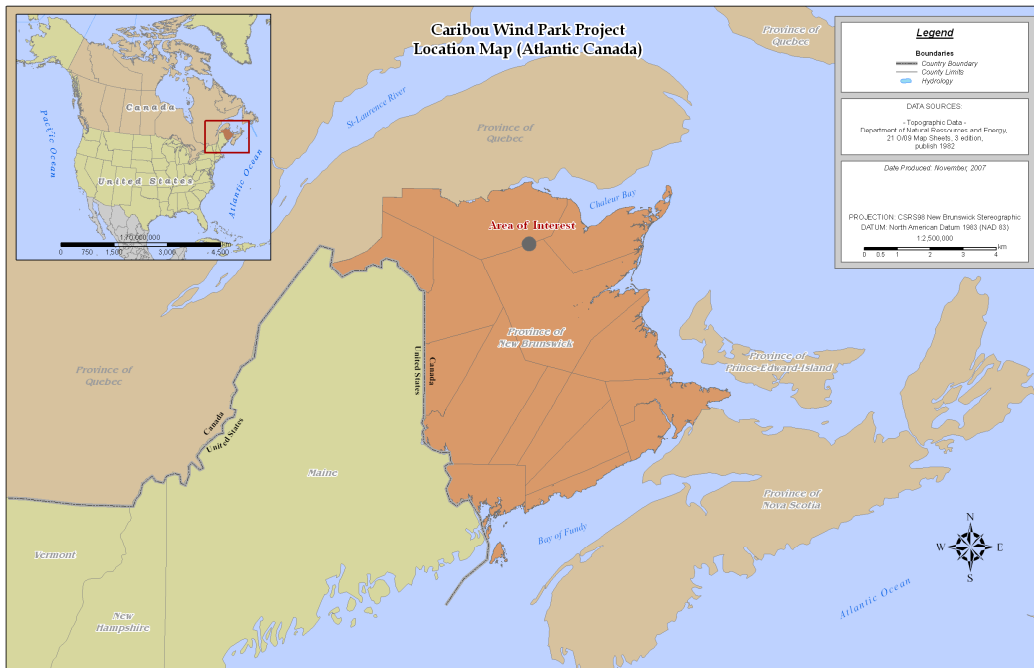 Caribou Wind Park Project
Location Map (Atlantic Canada)
Canada
United States
Pacific Ocean
Atlantic Ocean
1:70,000,000
km
0 750 1,500 3,000 4,500
Legend
Boundaries
Country Boundary
County Limits
Hydrology
DATA SOURCES:
- Topographic Data -
Department of Natural Ressources and Energy,
21 O/09 Map Sheets, 3 edition,
publish 1982
Date Produced: November, 2007
PROJECTION: CSRS98 New Brunswick Stereographic
DATUM: North American Datum 1983 (NAD 83)
1:2,500,000
km
0 0.5 1 2 3 4
Province of
Quebec
St-Laurence River
Province of
Quebec
Chaleur Bay
Area of Interest
Province of
New Brunswick
Province of
Prince-Edward-Island
Province of
Quebec
Canada
United States
Canada
United States
Maine
Province of
Nova Scotia
Bay of Fundy
Vermont
New
Hampshire
Atlantic Ocean
N
W E
S